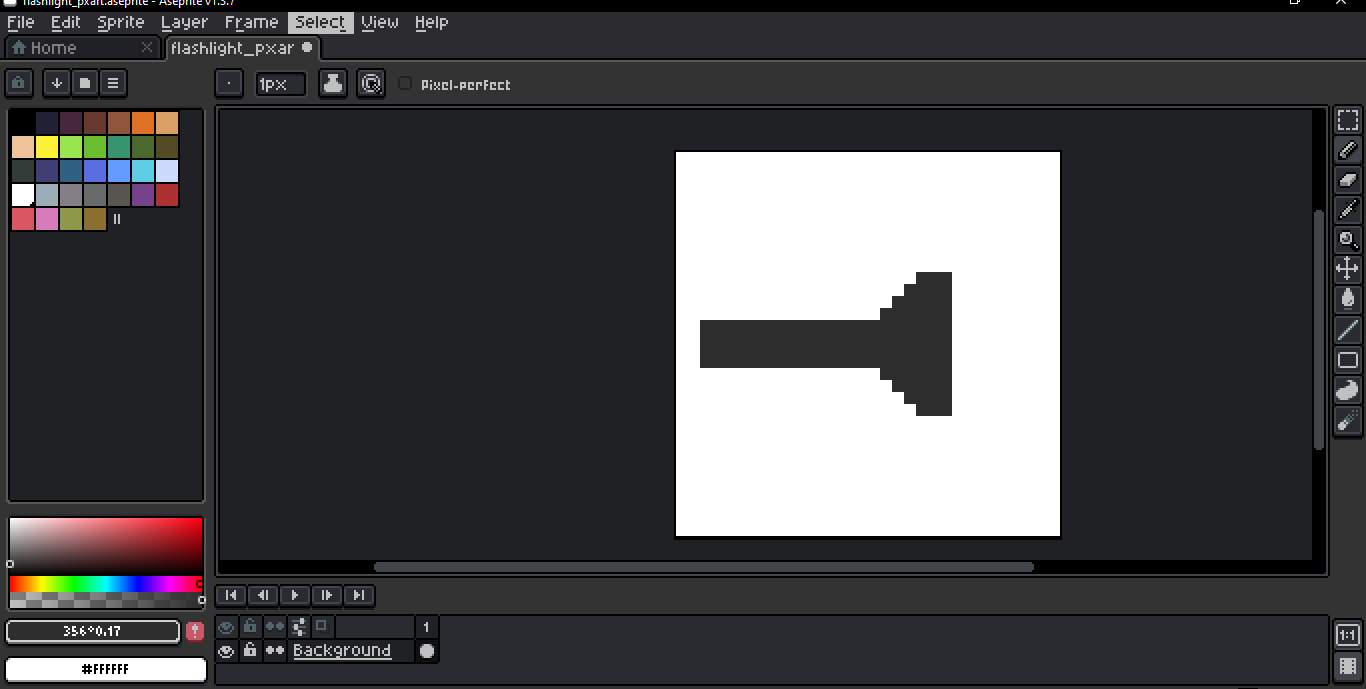 flashlight_pxart.aseprite - Aseprite v1.3.7
File Edit Sprite Layer Frame Select View Help
Home flashlight_pxar
1px Pixel-perfect
356°0.17
#FFFFFF
1
Background
1:1